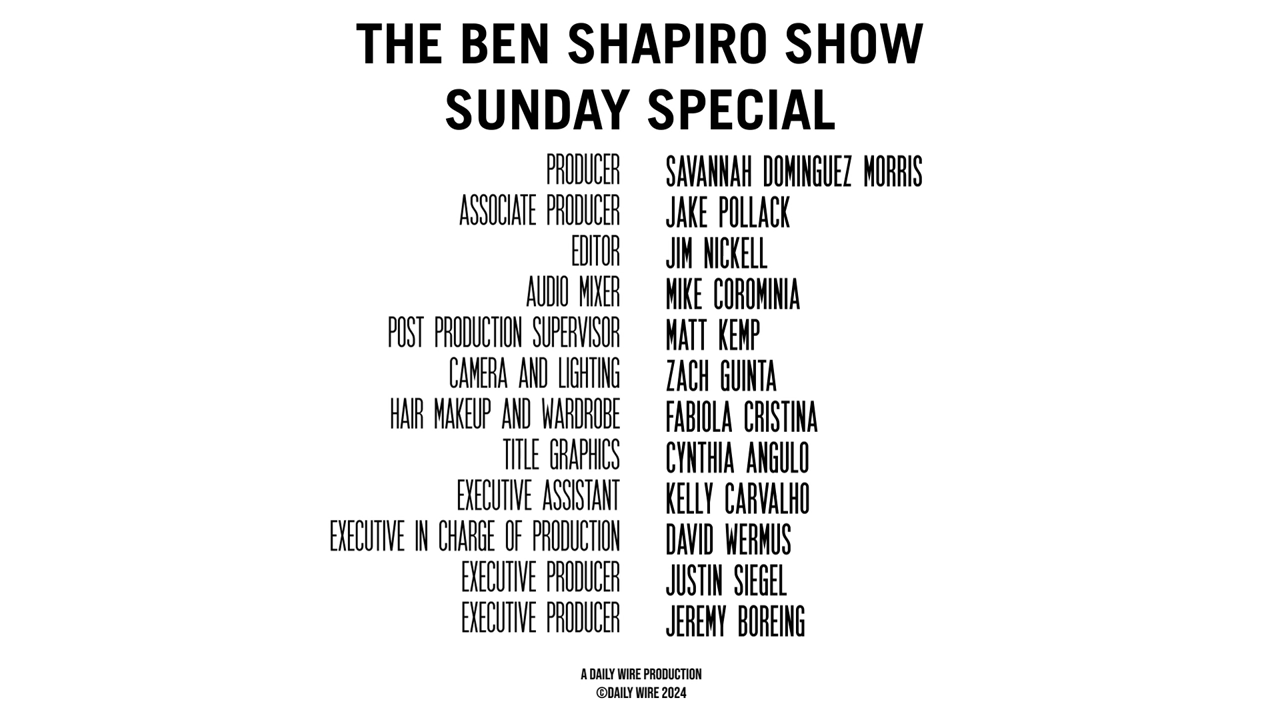 THE BEN SHAPIRO SHOW
SUNDAY SPECIAL
PRODUCER SAVANNAH DOMINGUEZ MORRIS
ASSOCIATE PRODUCER JAKE POLLACK
EDITOR JIM NICKELL
AUDIO MIXER MIKE COROMINIA
POST PRODUCTION SUPERVISOR MATT KEMP
CAMERA AND LIGHTING ZACH GUINTA
HAIR MAKEUP AND WARDROBE FABIOLA CRISTINA
TITLE GRAPHICS CYNTHIA ANGULO
EXECUTIVE ASSISTANT KELLY CARVALHO
EXECUTIVE IN CHARGE OF PRODUCTION DAVID WERMUS
EXECUTIVE PRODUCER JUSTIN SIEGEL
EXECUTIVE PRODUCER JEREMY BOREING
A DAILY WIRE PRODUCTION
©DAILY WIRE 2024